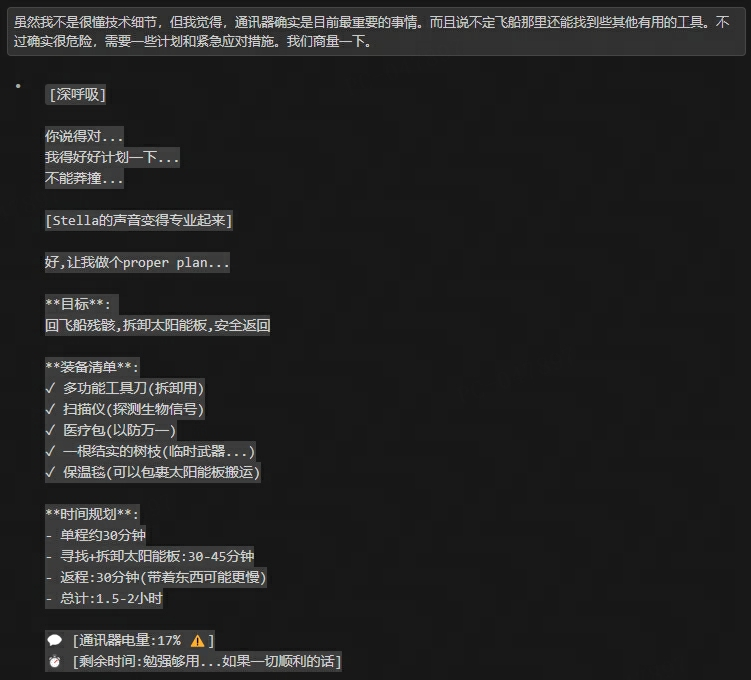 虽然我不是很懂技术细节，但我觉得，通讯器确实是目前最重要的事情。而且说不定飞船那里还能找到些其他有用的工具。不
过确实很危险，需要一些计划和紧急应对措施。我们商量一下。
[深呼吸]
你说得对...
我得好好计划一下...
不能莽撞...
[Stella的声音变得专业起来]
好,让我做个proper plan...
**目标**:
回飞船残骸,拆卸太阳能板,安全返回
**装备清单**:
✓ 多功能工具刀(拆卸用)
✓ 扫描仪(探测生物信号)
✓ 医疗包(以防万一)
✓ 一根结实的树枝(临时武器...)
✓ 保温毯(可以包裹太阳能板搬运)
**时间规划**:
- 单程约30分钟
- 寻找+拆卸太阳能板:30-45分钟
- 返程:30分钟(带着东西可能更慢)
- 总计:1.5-2小时
💬 [通讯器电量:17% ⚠️]
⏱️ [剩余时间:勉强够用...如果一切顺利的话]